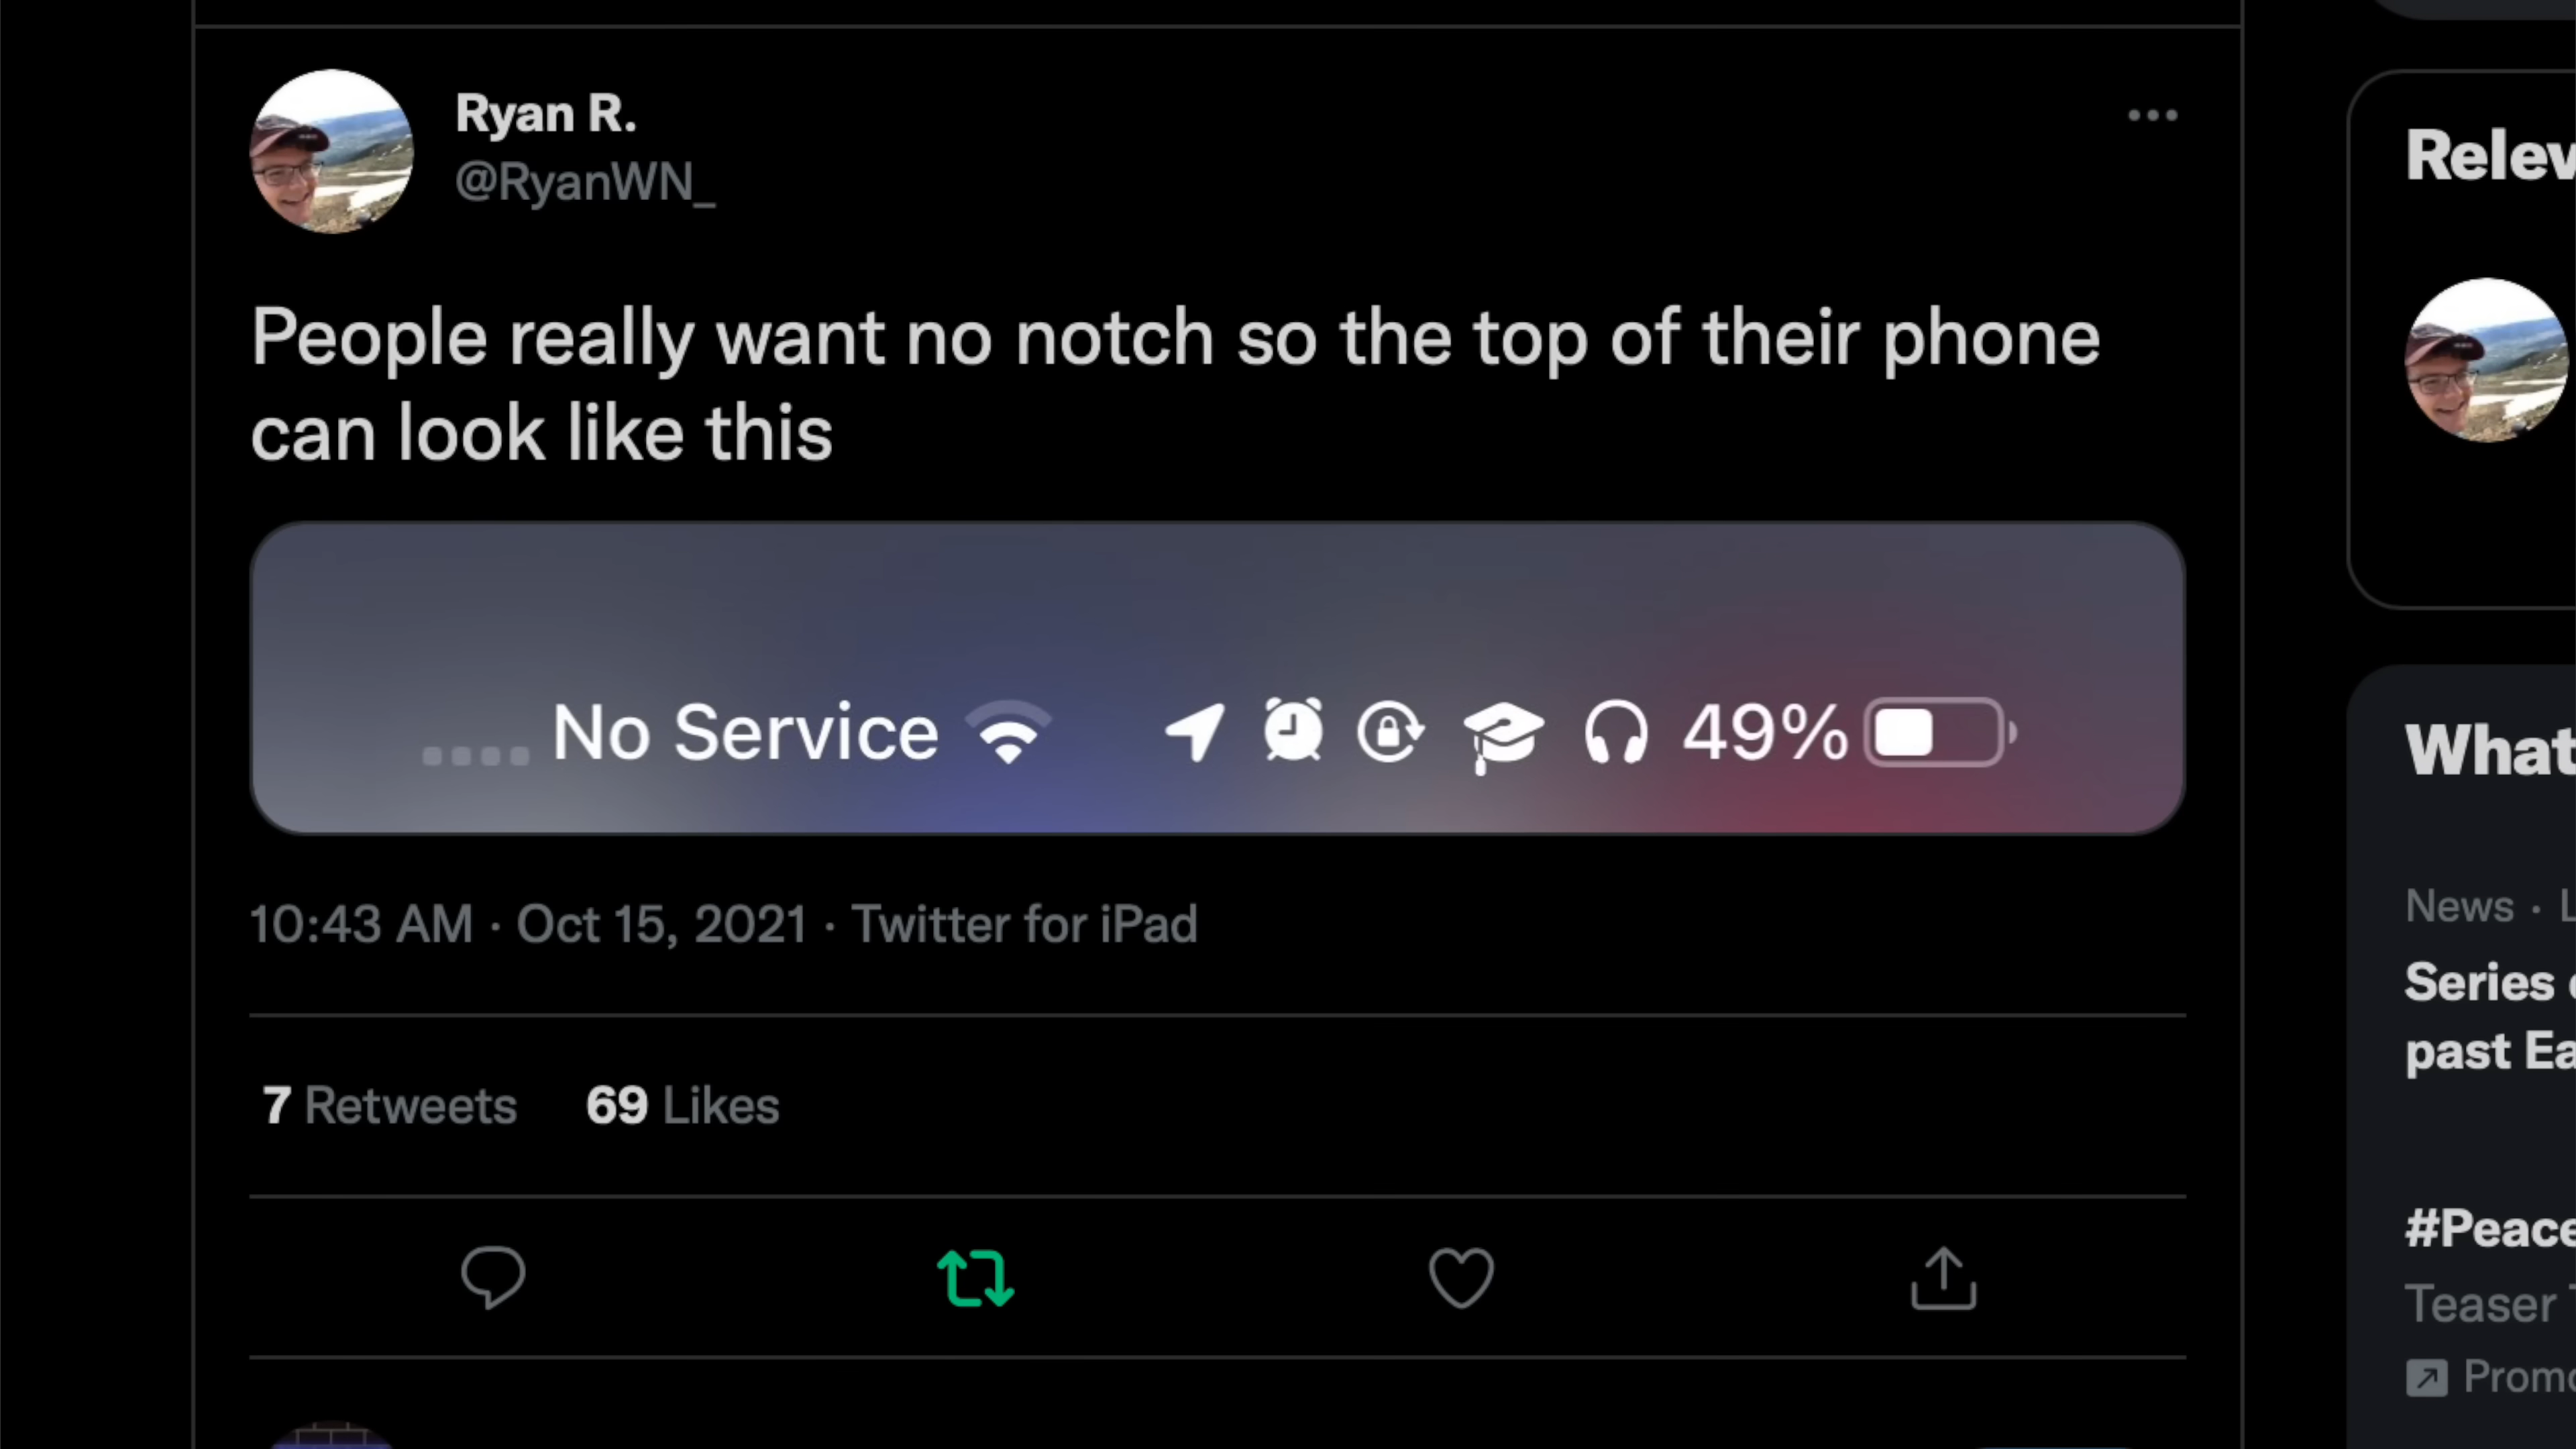 Ryan R.
@RyanWN_
People really want no notch so the top of their phone
can look like this
No Service
49%
10:43 AM · Oct 15, 2021 · Twitter for iPad
7 Retweets 69 Likes
Relev
What
News · L
Series
past Ea
#Peace
Teaser
Promo